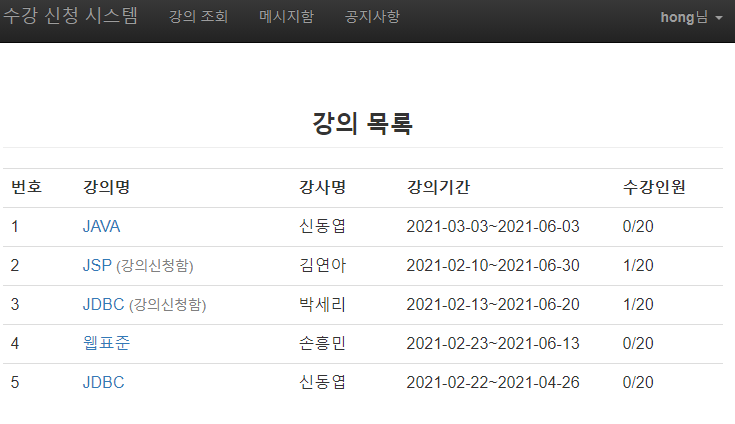 수강 신청 시스템 강의 조회 메시지함 공지사항 hong님
강의 목록
번호 강의명 강사명 강의기간 수강인원
1 JAVA 신동엽 2021-03-03~2021-06-03 0/20
2 JSP (강의신청함) 김연아 2021-02-10~2021-06-30 1/20
3 JDBC (강의신청함) 박세리 2021-02-13~2021-06-20 1/20
4 웹표준 손흥민 2021-02-23~2021-06-13 0/20
5 JDBC 신동엽 2021-02-22~2021-04-26 0/20